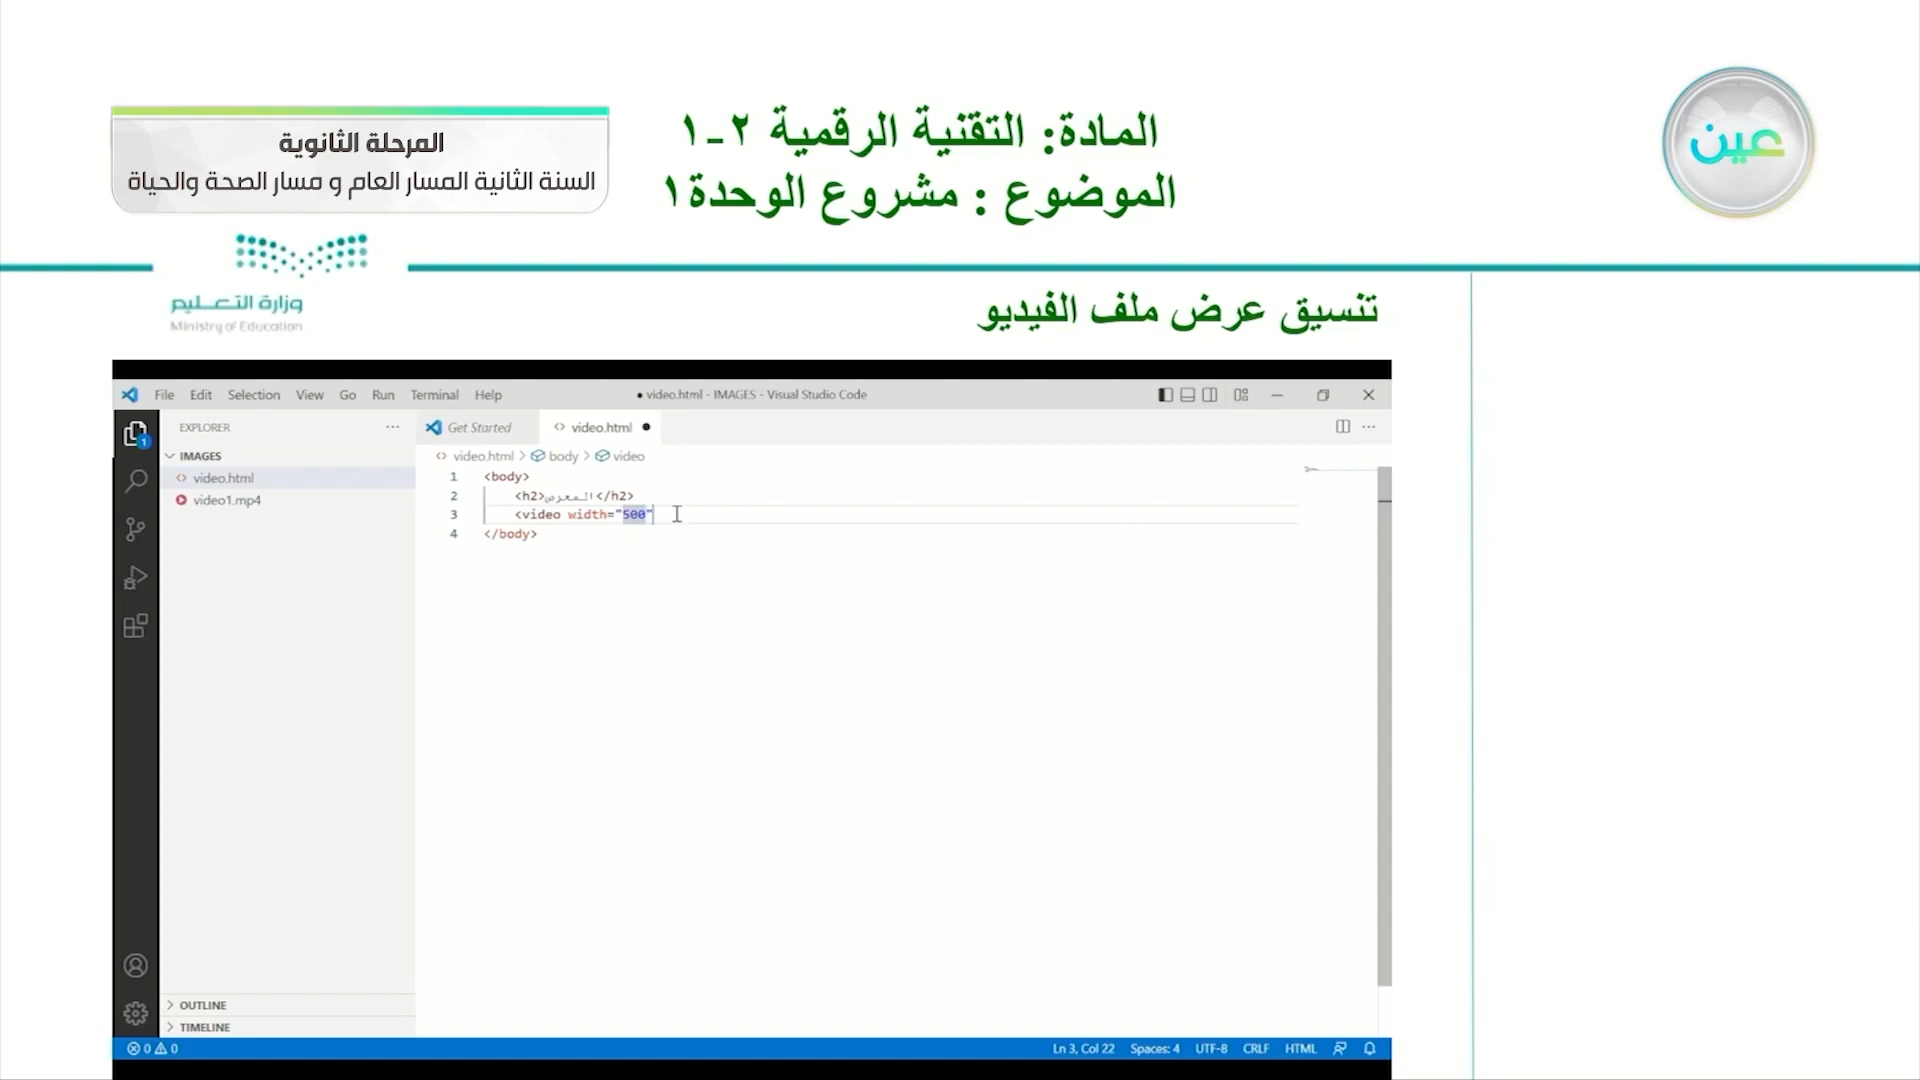 المرحلة الثانوية
السنة الثانية المسار العام و مسار الصحة والحياة
المادة: التقنية الرقمية ٢-١
الموضوع : مشروع الوحدة١
عين
وزارة التعليم
Ministry of Education
تنسيق عرض ملف الفيديو
File Edit Selection View Go Run Terminal Help
● video.html - IMAGES - Visual Studio Code
EXPLORER ···
Get Started
<> video.html ●
1
IMAGES
<> video.html
video1.mp4
<> video.html > body > video
1 <body>
2 <h2>المعرض</h2>
3 <video width="500"
4 </body>
OUTLINE
TIMELINE
0 0
Ln 3, Col 22 Spaces: 4 UTF-8 CRLF HTML